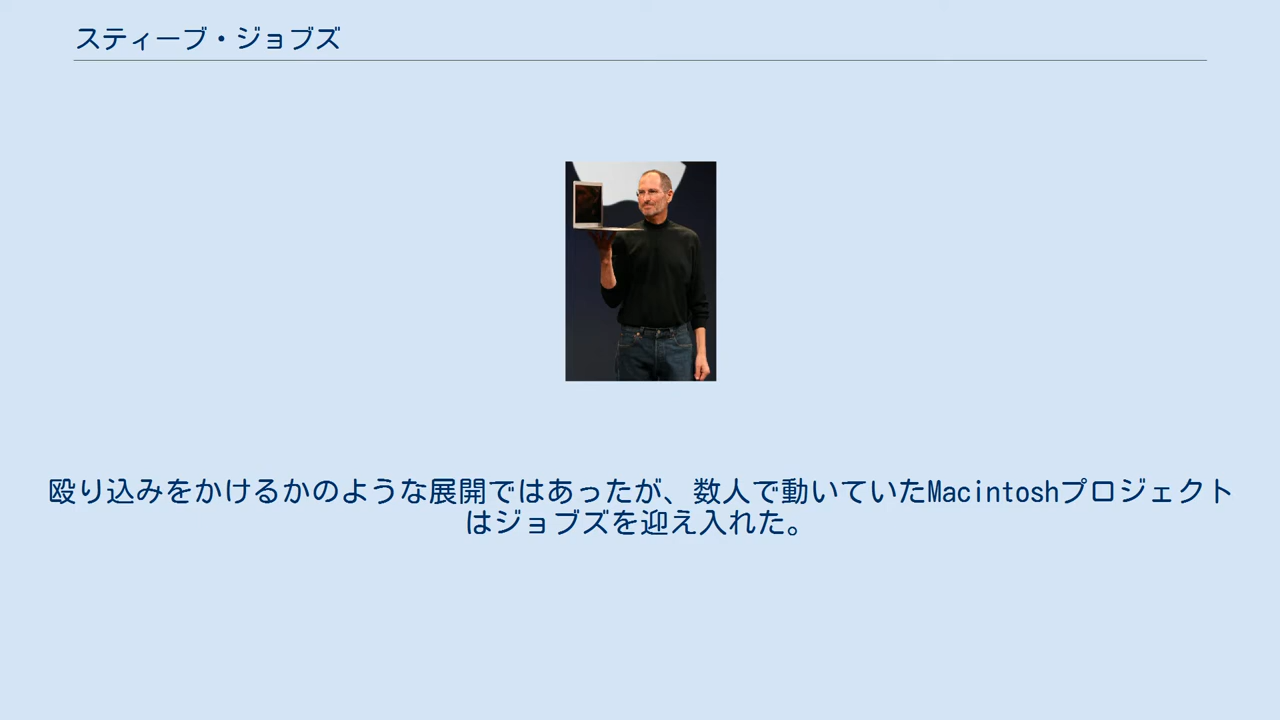 スティーブ・ジョブズ
殴り込みをかけるかのような展開ではあったが、数人で動いていたMacintoshプロジェクト
はジョブズを迎え入れた。